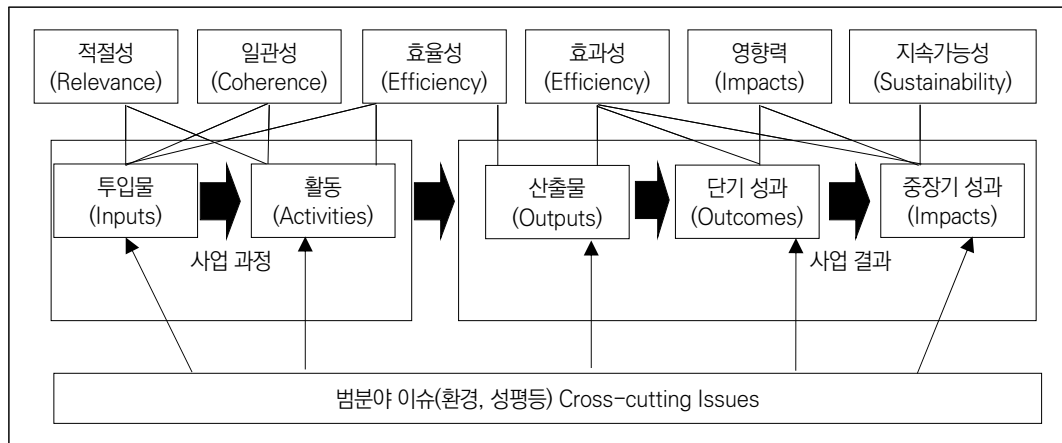 적절성
(Relevance)
일관성
(Coherence)
효율성
(Efficiency)
효과성
(Efficiency)
영향력
(Impacts)
지속가능성
(Sustainability)
투입물
(Inputs)
활동
(Activities)
산출물
(Outputs)
단기 성과
(Outcomes)
중장기 성과
(Impacts)
사업 과정
사업 결과
범분야 이슈(환경, 성평등) Cross-cutting Issues